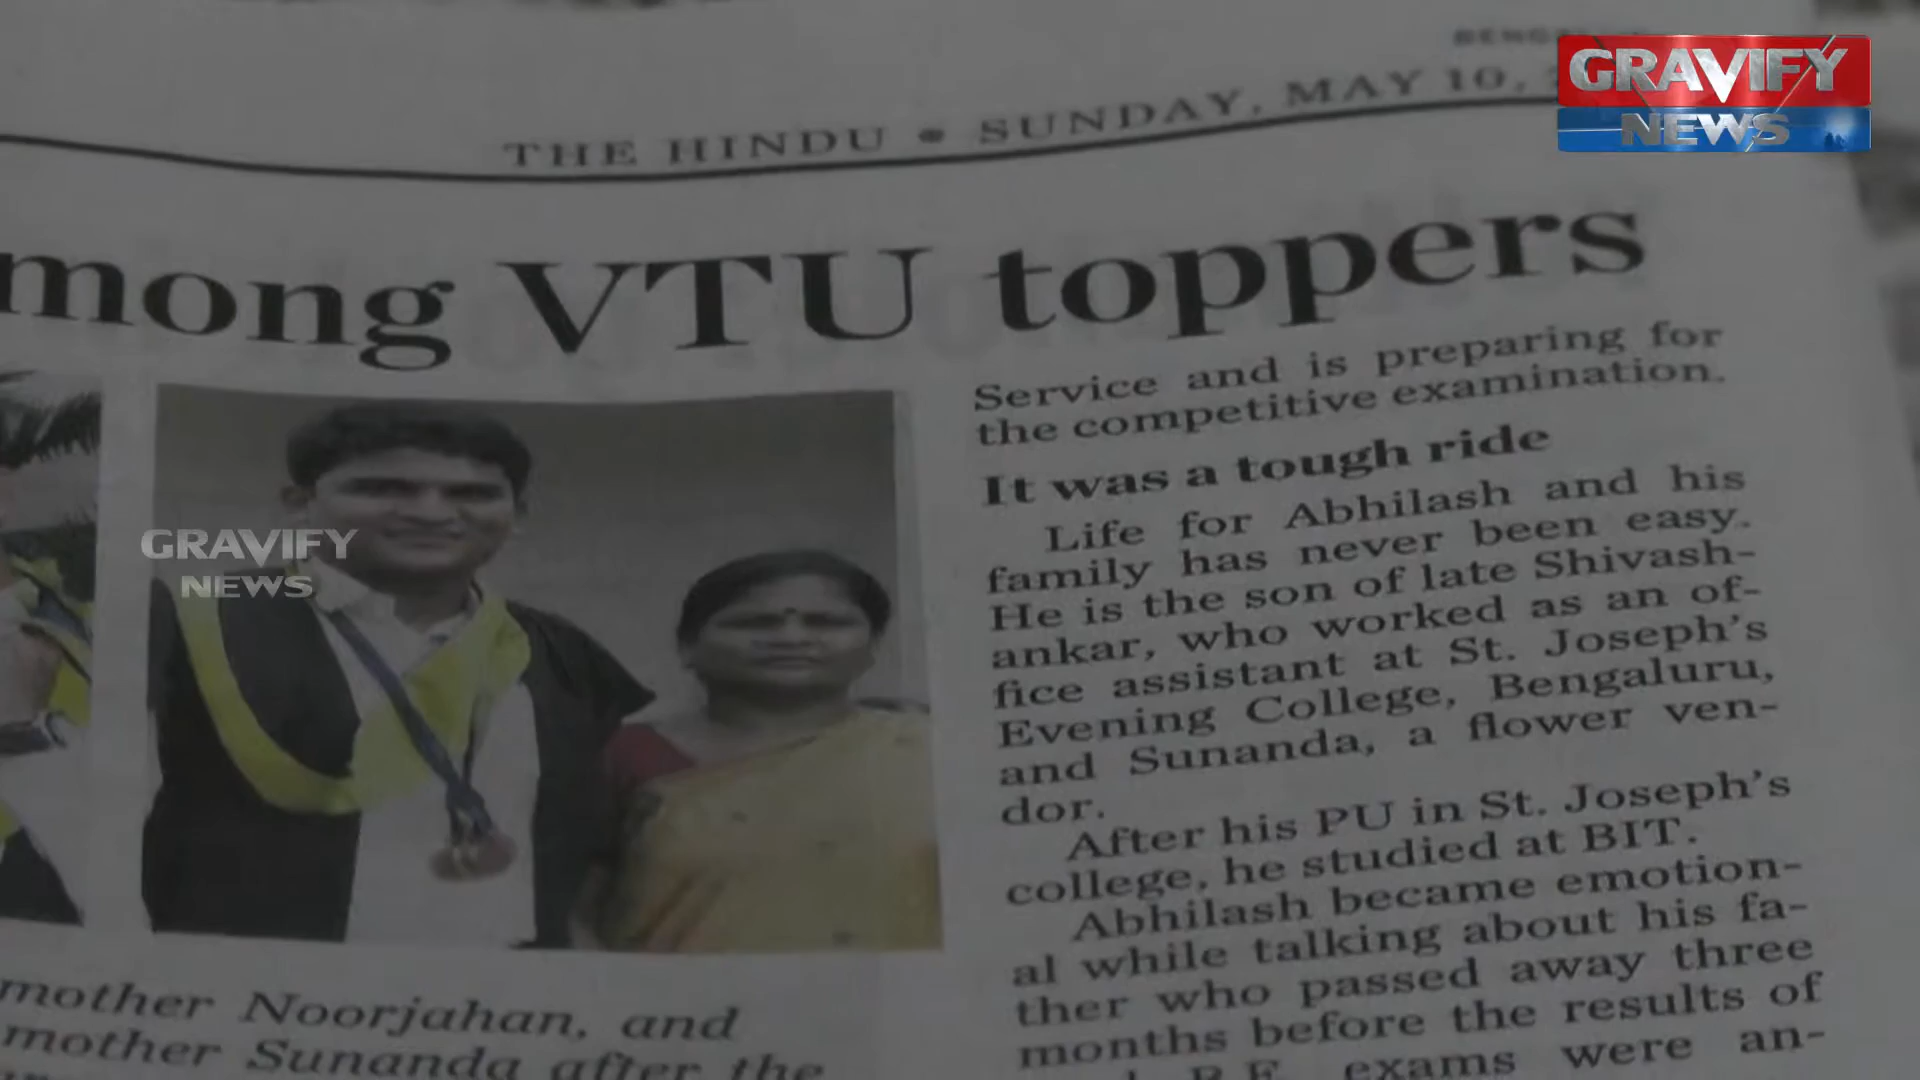 GRAVIFY
NEWS
THE HINDU • SUNDAY, MAY 10,
mong VTU toppers
GRAVIFY
NEWS
mother Noorjahan, and
mother Sunanda after the
Service and is preparing for
the competitive examination.
It was a tough ride
Life for Abhilash and his
family has never been easy.
He is the son of late Shivash-
ankar, who worked as an of-
fice assistant at St. Joseph's
Evening College, Bengaluru,
and Sunanda, a flower ven-
dor.
After his PU in St. Joseph's
college, he studied at BIT.
Abhilash became emotion-
al while talking about his fa-
ther who passed away three
months before the results of
B.E. exams were an-